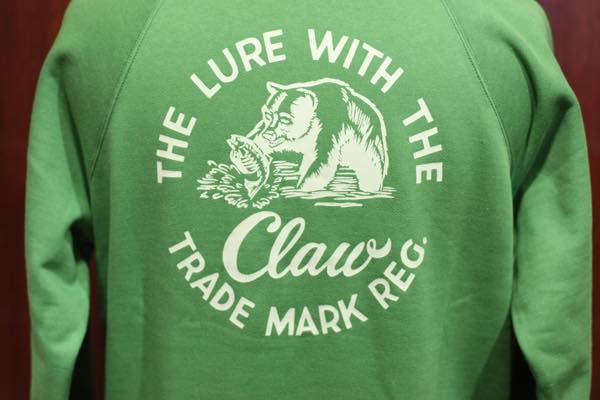 THE LURE WITH THE
Claw
TRADE MARK REG.